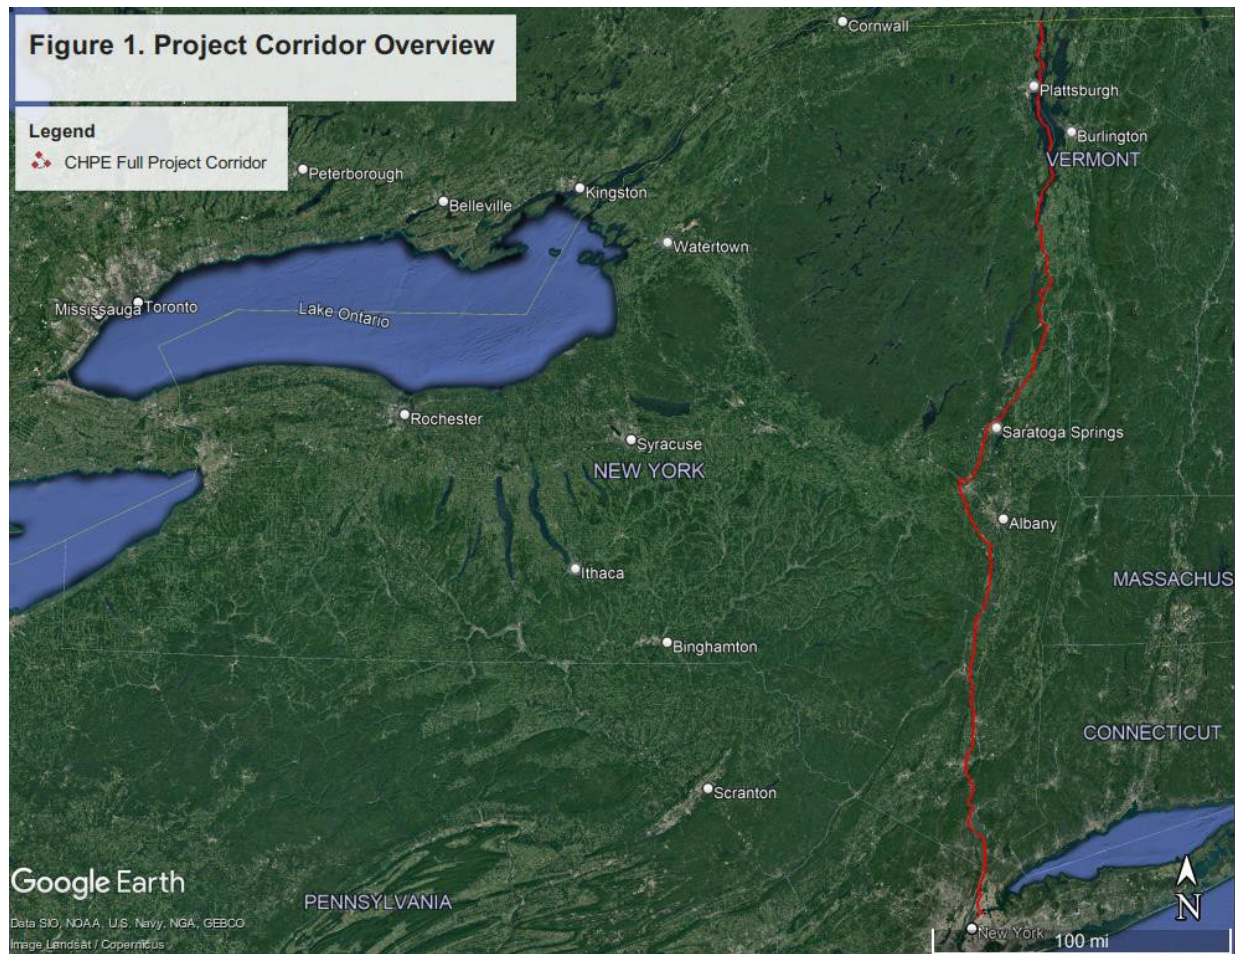 Figure 1. Project Corridor Overview
Legend
CHPE Full Project Corridor
Cornwall
Plattsburgh
Burlington
VERMONT
Peterborough
Belleville
Kingston
Watertown
Mississauga
Toronto
Lake Ontario
Rochester
Syracuse
NEW YORK
Saratoga Springs
Albany
Ithaca
MASSACHUS
Binghamton
CONNECTICUT
Scranton
Google Earth
PENNSYLVANIA
Data SIO, NOAA, U.S. Navy, NGA, GEBCO
Image Landsat / Copernicus
New York
N
100 mi